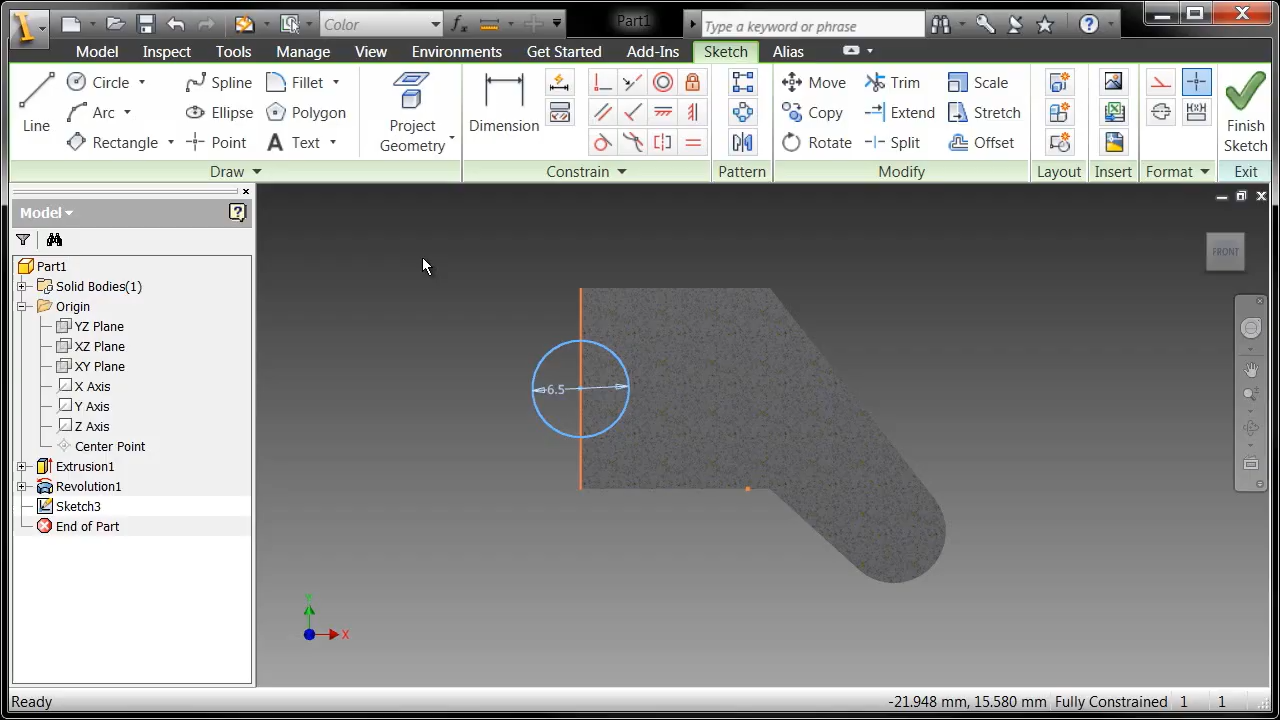 Color
Part1
Type a keyword or phrase
Model Inspect Tools Manage View Environments Get Started Add-Ins Sketch Alias
Line
Circle
Arc
Rectangle
Spline
Ellipse
Point
Fillet
Polygon
Text
Project
Geometry
Dimension
Move
Copy
Rotate
Trim
Extend
Split
Scale
Stretch
Offset
Finish
Sketch
Draw Constrain Pattern Modify Layout Insert Format Exit
Model
Part1
Solid Bodies(1)
Origin
YZ Plane
XZ Plane
XY Plane
X Axis
Y Axis
Z Axis
Center Point
Extrusion1
Revolution1
Sketch3
End of Part
FRONT
6.5
X
Ready
-21.948 mm, 15.580 mm Fully Constrained 1 1